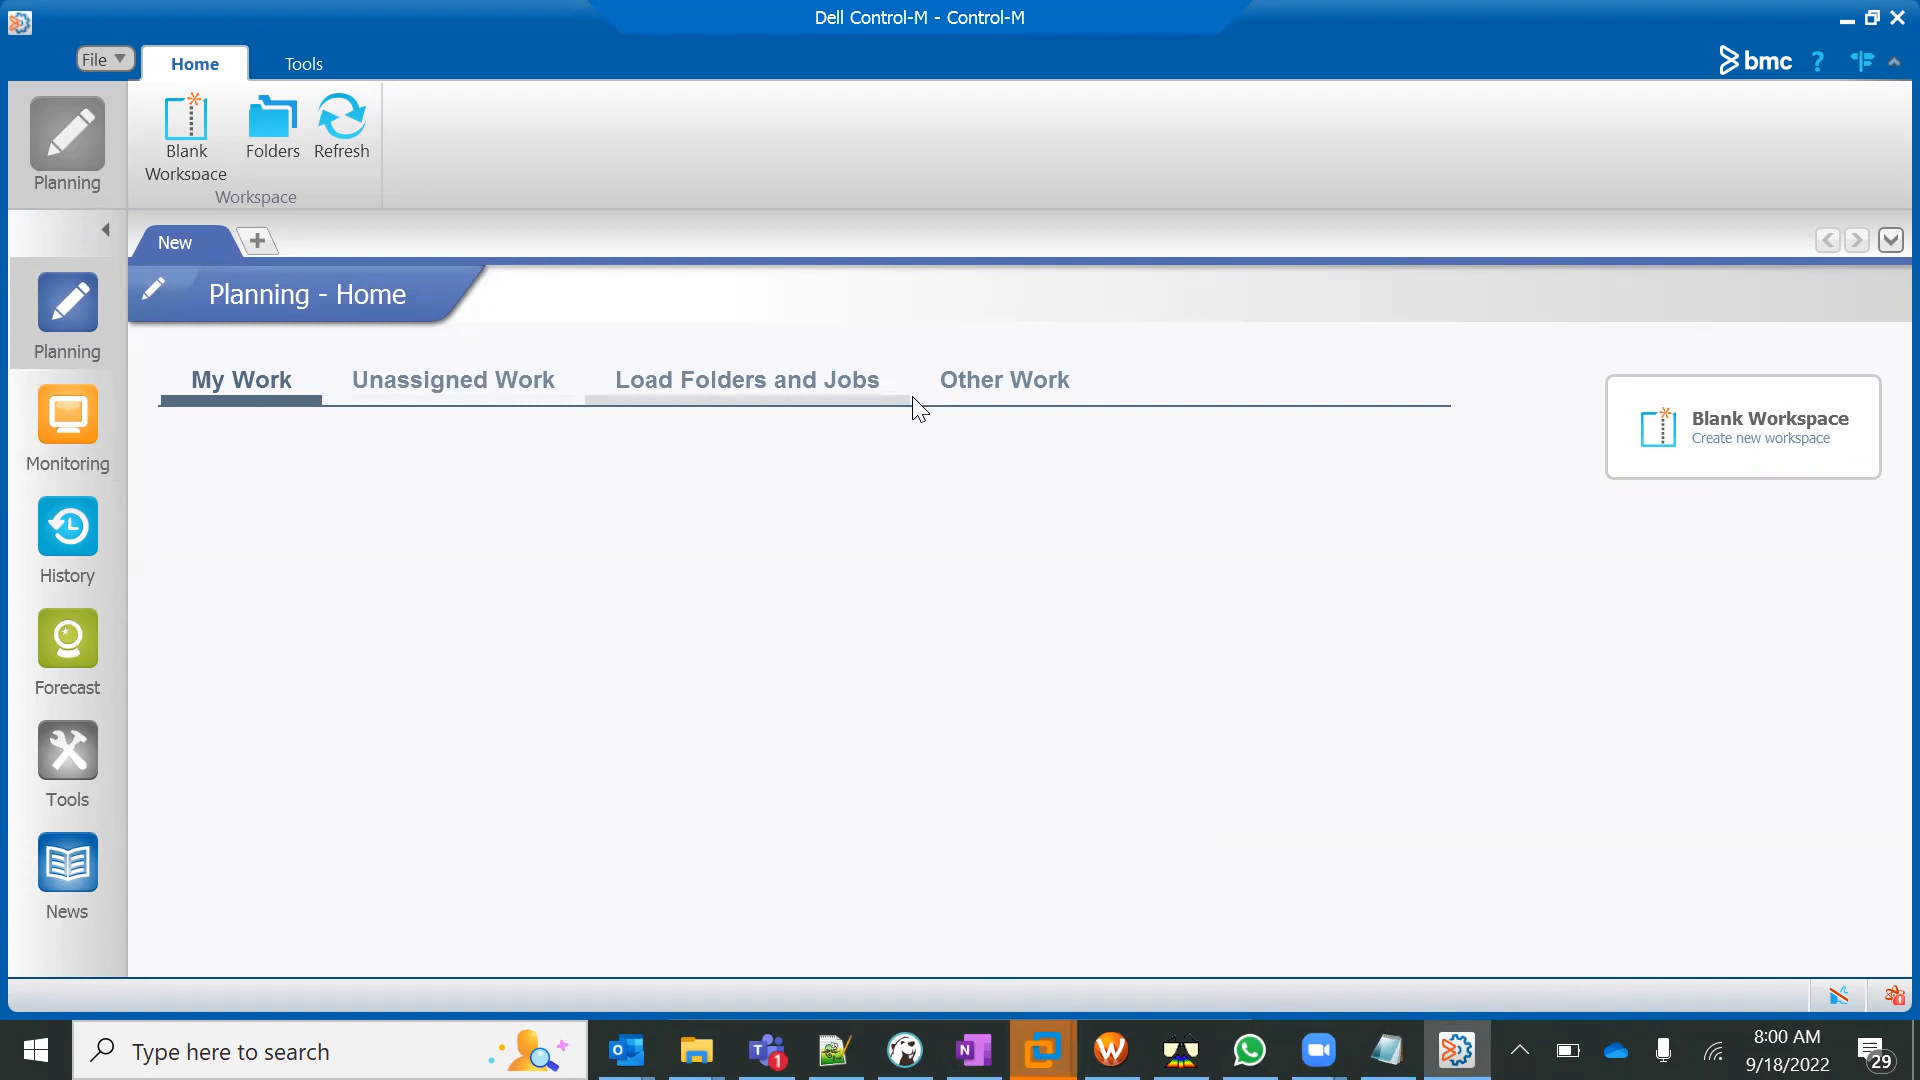 Dell Control-M - Control-M
File
Home
Tools
bmc
?
Planning
Blank
Workspace
Folders
Refresh
Workspace
New
Planning - Home
Planning
Monitoring
History
Forecast
Tools
News
My Work
Unassigned Work
Load Folders and Jobs
Other Work
Blank Workspace
Create new workspace
Type here to search
1
8:00 AM
9/18/2022
29